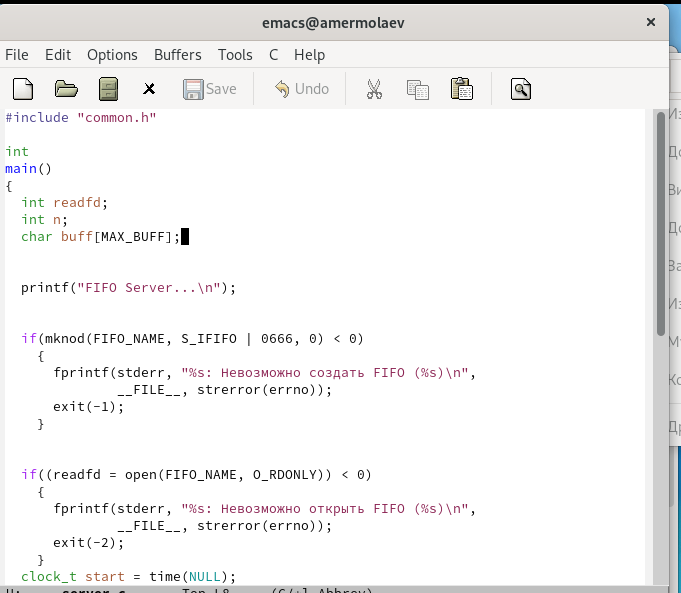 emacs@amermolaev
File Edit Options Buffers Tools C Help
Save Undo
#include "common.h"
int
main()
{
int readfd;
int n;
char buff[MAX_BUFF];
printf("FIFO Server...\n");
if(mknod(FIFO_NAME, S_IFIFO | 0666, 0) < 0)
{
fprintf(stderr, "%s: Невозможно создать FIFO (%s)\n",
__FILE__, strerror(errno));
exit(-1);
}
if((readfd = open(FIFO_NAME, O_RDONLY)) < 0)
{
fprintf(stderr, "%s: Невозможно открыть FIFO (%s)\n",
__FILE__, strerror(errno));
exit(-2);
}
clock_t start = time(NULL);